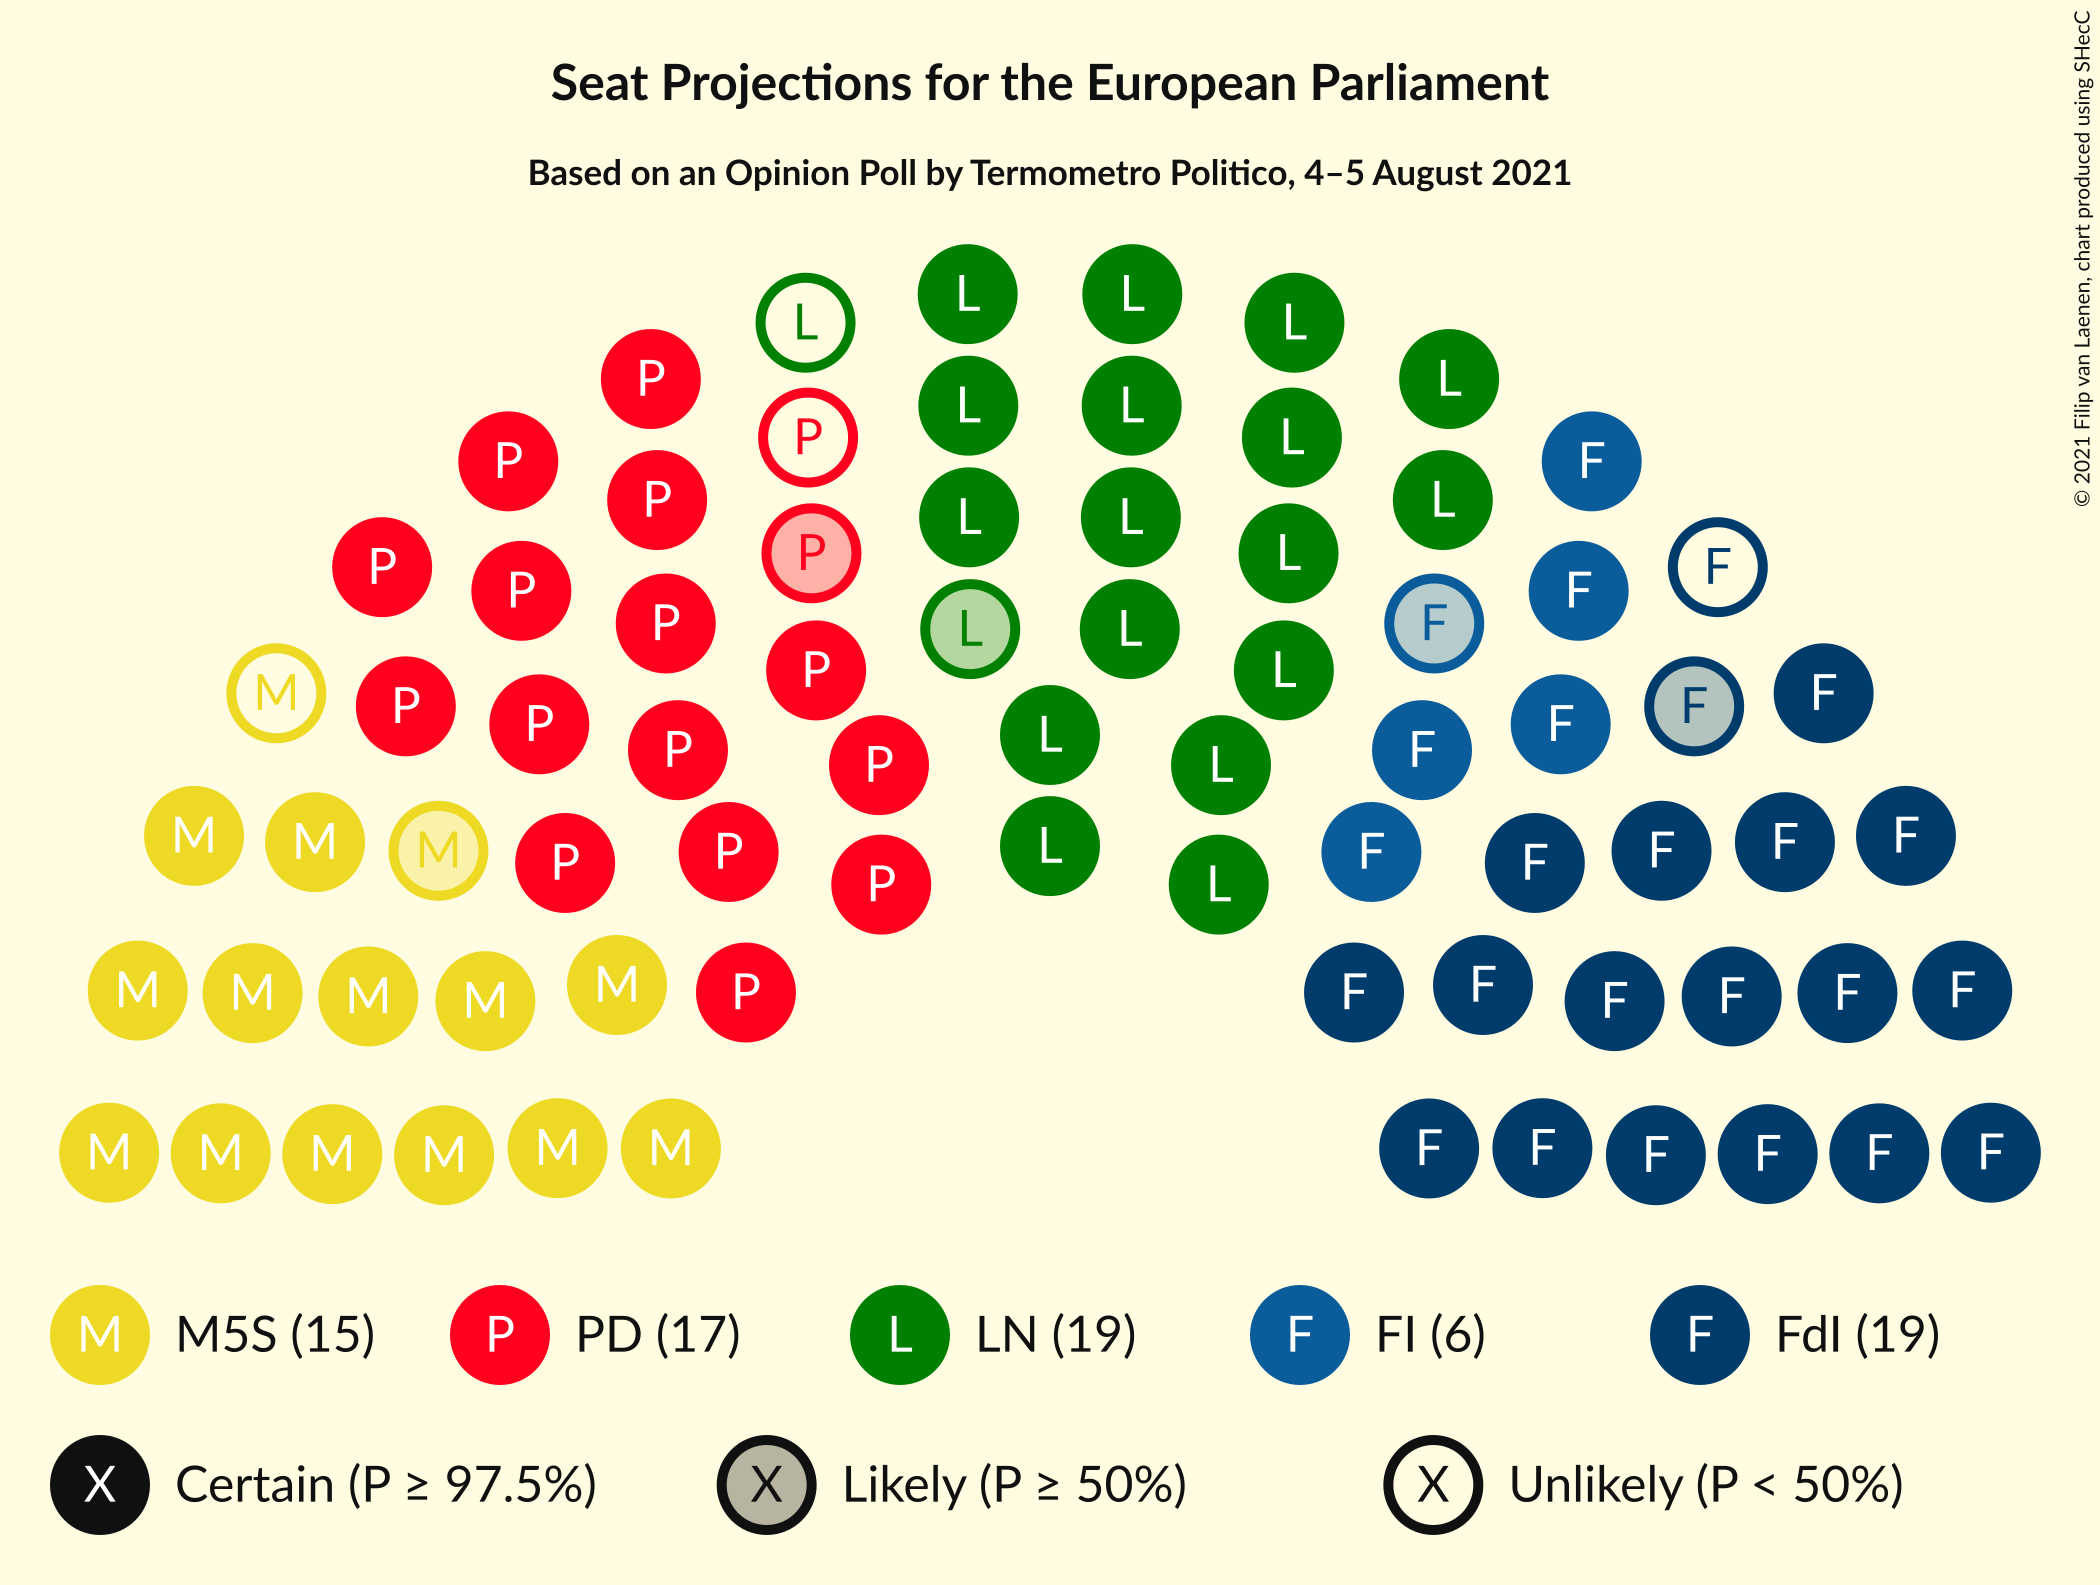 Seat Projections for the European Parliament
Based on an Opinion Poll by Termometro Politico, 4–5 August 2021
© 2021 Filip van Laenen, chart produced using SHecC
L L
L L
P L
L L
P P L
F P
L L
P L
P F
L L
P F F
P L
P F
P L L
F
M P L F F
P F
P P F
P L
M M M P P L F F F F F
P L
M M M M M P F F F F F F
M M M M M M F F F F F F
M M5S (15) P PD (17) L LN (19) F FI (6) F FdI (19)
X Certain (P ≥ 97.5%) X Likely (P ≥ 50%) X Unlikely (P < 50%)